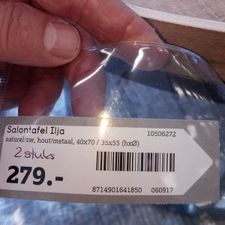 Salontafel Ilja 10506272
naturel/zw, hout/metaal, 40x70 / 35x55 (hxØ)
2 stuks
279.-
8714901641850 060917